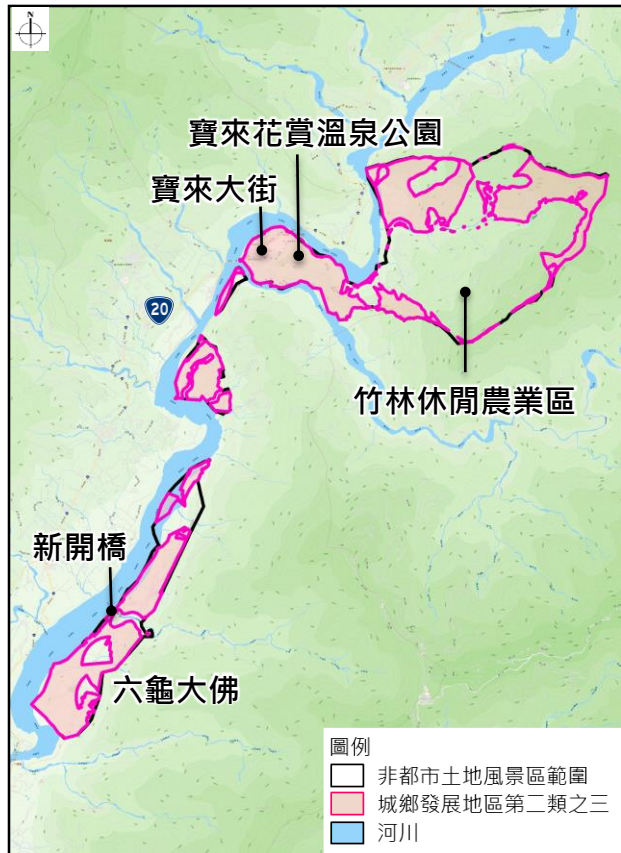 N
寶來花賞溫泉公園
寶來大街
20
竹林休閒農業區
新開橋
六龜大佛
圖例
非都市土地風景區範圍
城鄉發展地區第二類之三
河川